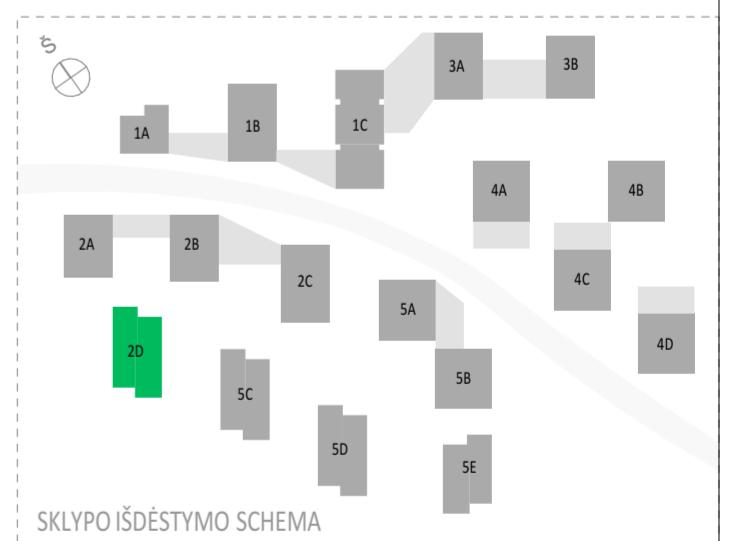 Š
3A
3B
1A
1B
1C
4A
4B
2A
2B
2C
4C
5A
2D
4D
5B
5C
5D
5E
SKLYPO IŠDĖSTYMO SCHEMA